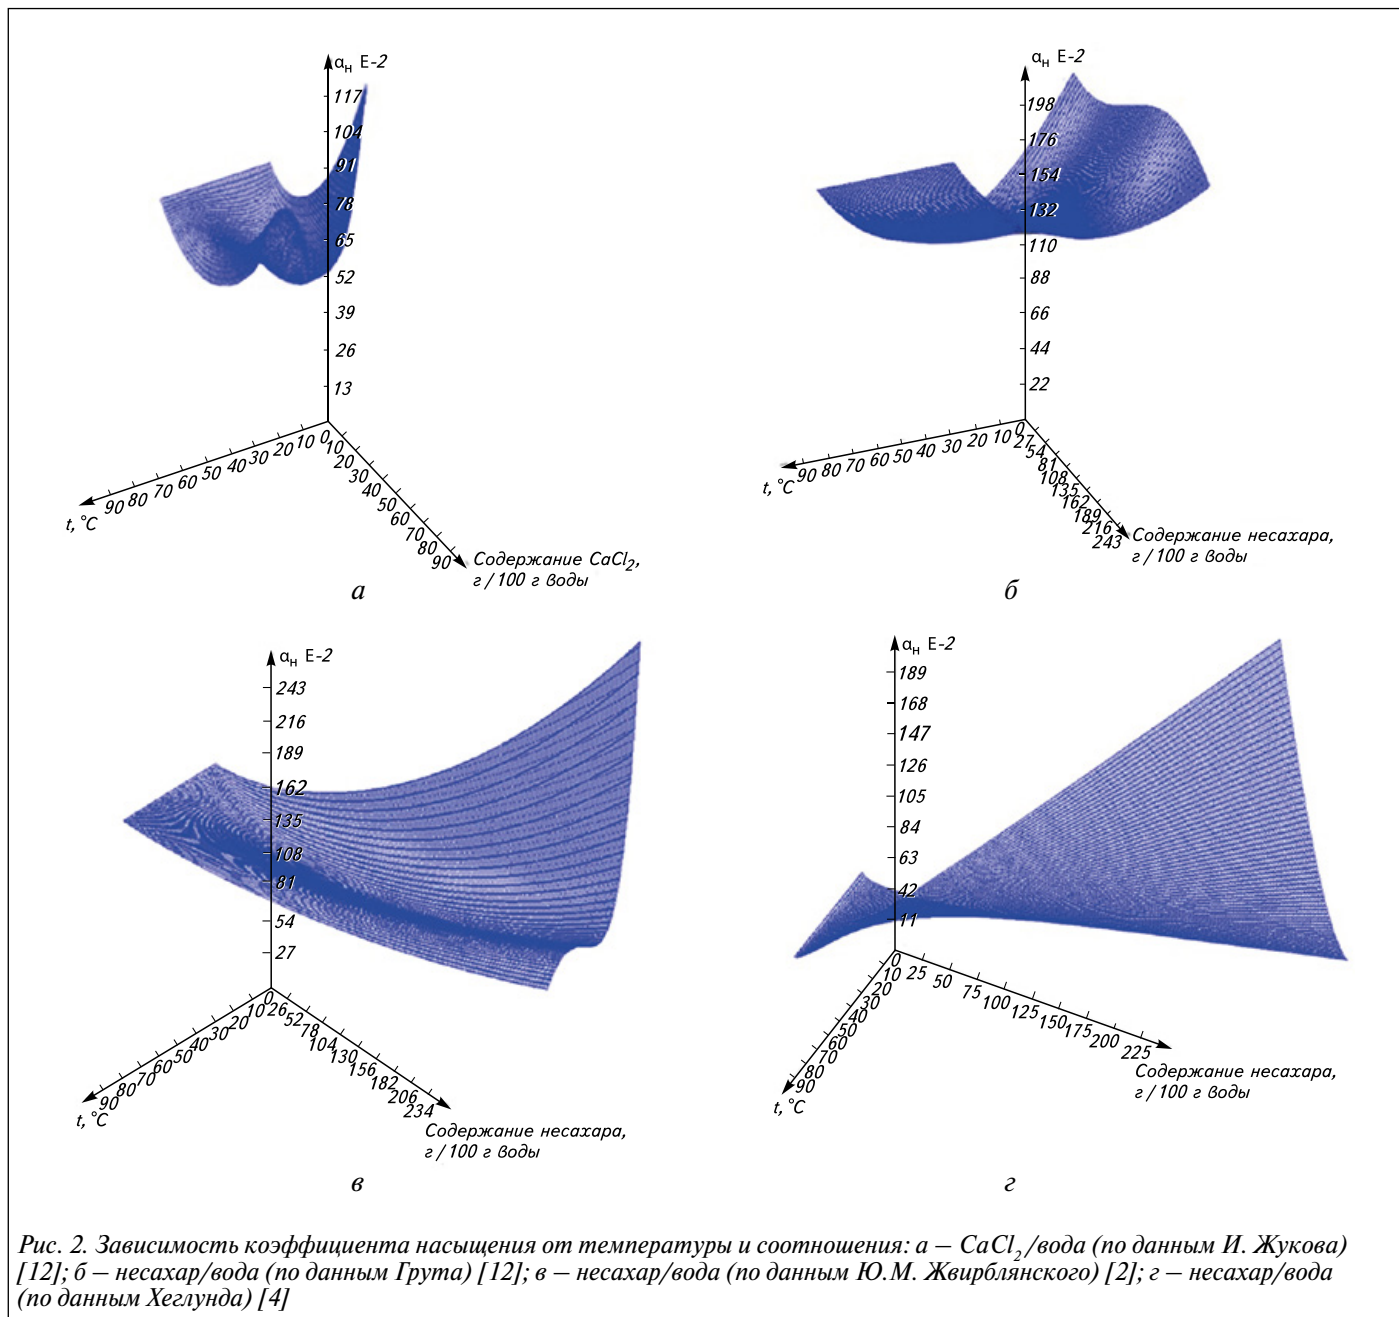 αн E-2
117
104
91
78
65
52
39
26
13
0
10 20 30 40 50 60 70 80 90
t, °C
10 20 30 40 50 60 70 80 90
Содержание CaCl2,
г/100 г воды
а
αн E-2
198
176
154
132
110
88
66
44
22
0
10 20 30 40 50 60 70 80 90
t, °C
27 54 81 108 135 162 189 216 243
Содержание несахара,
г/100 г воды
б
αн E-2
243
216
189
162
135
108
81
54
27
0
10 20 30 40 50 60 70 80 90
t, °C
26 52 78 104 130 156 182 206 234
Содержание несахара,
г/100 г воды
в
αн E-2
189
168
147
126
105
84
63
42
11
0
10 20 30 40 50 60 70 80 90
t, °C
25 50 75 100 125 150 175 200 225
Содержание несахара,
г/100 г воды
г
Рис. 2. Зависимость коэффициента насыщения от температуры и соотношения: а – CaCl2/вода (по данным И. Жукова)
[12]; б – несахар/вода (по данным Грута) [12]; в – несахар/вода (по данным Ю.М. Жвирблянского) [2]; г – несахар/вода
(по данным Хеглунда) [4]